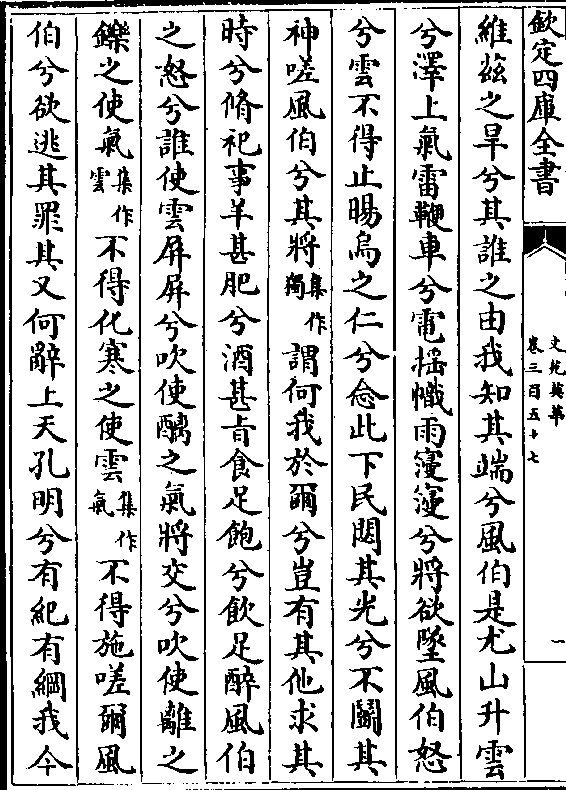 欽定四庫全書
文苑英華
卷三百五十七
一
維兹之旱兮其誰之由我知其端兮風伯是尤山升雲
兮澤上氣雷鞭車兮電揺幟雨寖寖兮將欲墜風伯怒
兮雲不得止暘烏之仁兮念此下民閟其光兮不鬭其
神嗟風伯兮其將集作獨謂何我於爾兮豈有其他求其
時兮脩祀事羊甚肥兮酒甚㫖食足飽兮飲足醉風伯
之怒兮誰使雲屏屏兮吹使醨之氣將交兮吹使離之
鑠之使氣集作雲不得化寒之使雲集作氣不得施嗟爾風
伯兮欲逃其罪其又何辭上天孔明兮有紀有綱我今